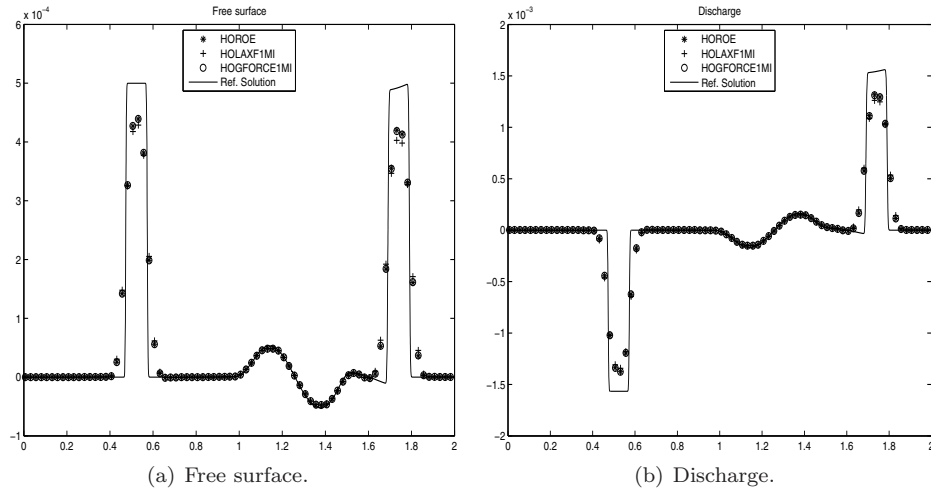 Free surface
x 10^-4
HOROE
HOLAXF1MI
HOGFORCE1MI
Ref. Solution
6
5
4
3
2
1
0
−1
0 0.2 0.4 0.6 0.8 1 1.2 1.4 1.6 1.8 2
(a) Free surface.
Discharge
x 10^-3
HOROE
HOLAXF1MI
HOGFORCE1MI
Ref. Solution
2
1.5
1
0.5
0
−0.5
−1
−1.5
−2
0 0.2 0.4 0.6 0.8 1 1.2 1.4 1.6 1.8 2
(b) Discharge.